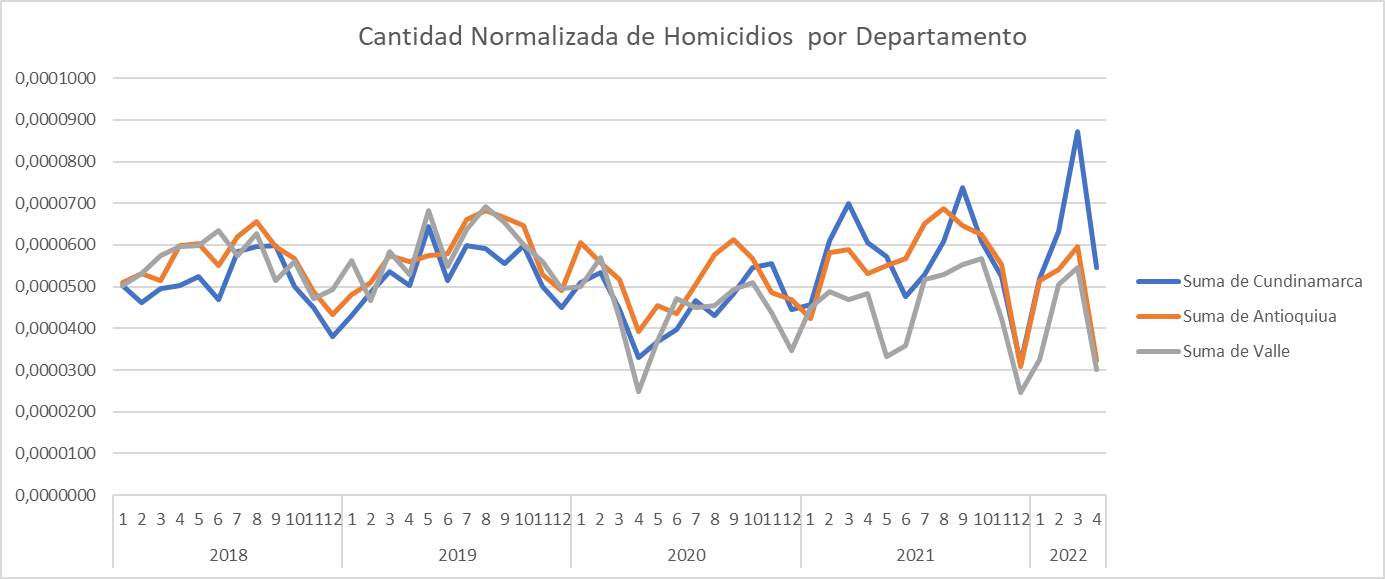 Cantidad Normalizada de Homicidios por Departamento
0,0001000
0,0000900
0,0000800
0,0000700
0,0000600
0,0000500
0,0000400
0,0000300
0,0000200
0,0000100
0,0000000
Suma de Cundinamarca
Suma de Antioquiua
Suma de Valle
1 2 3 4 5 6 7 8 9 10 11 12 1 2 3 4 5 6 7 8 9 10 11 12 1 2 3 4 5 6 7 8 9 10 11 12 1 2 3 4 5 6 7 8 9 10 11 12 1 2 3 4
2018 2019 2020 2021 2022